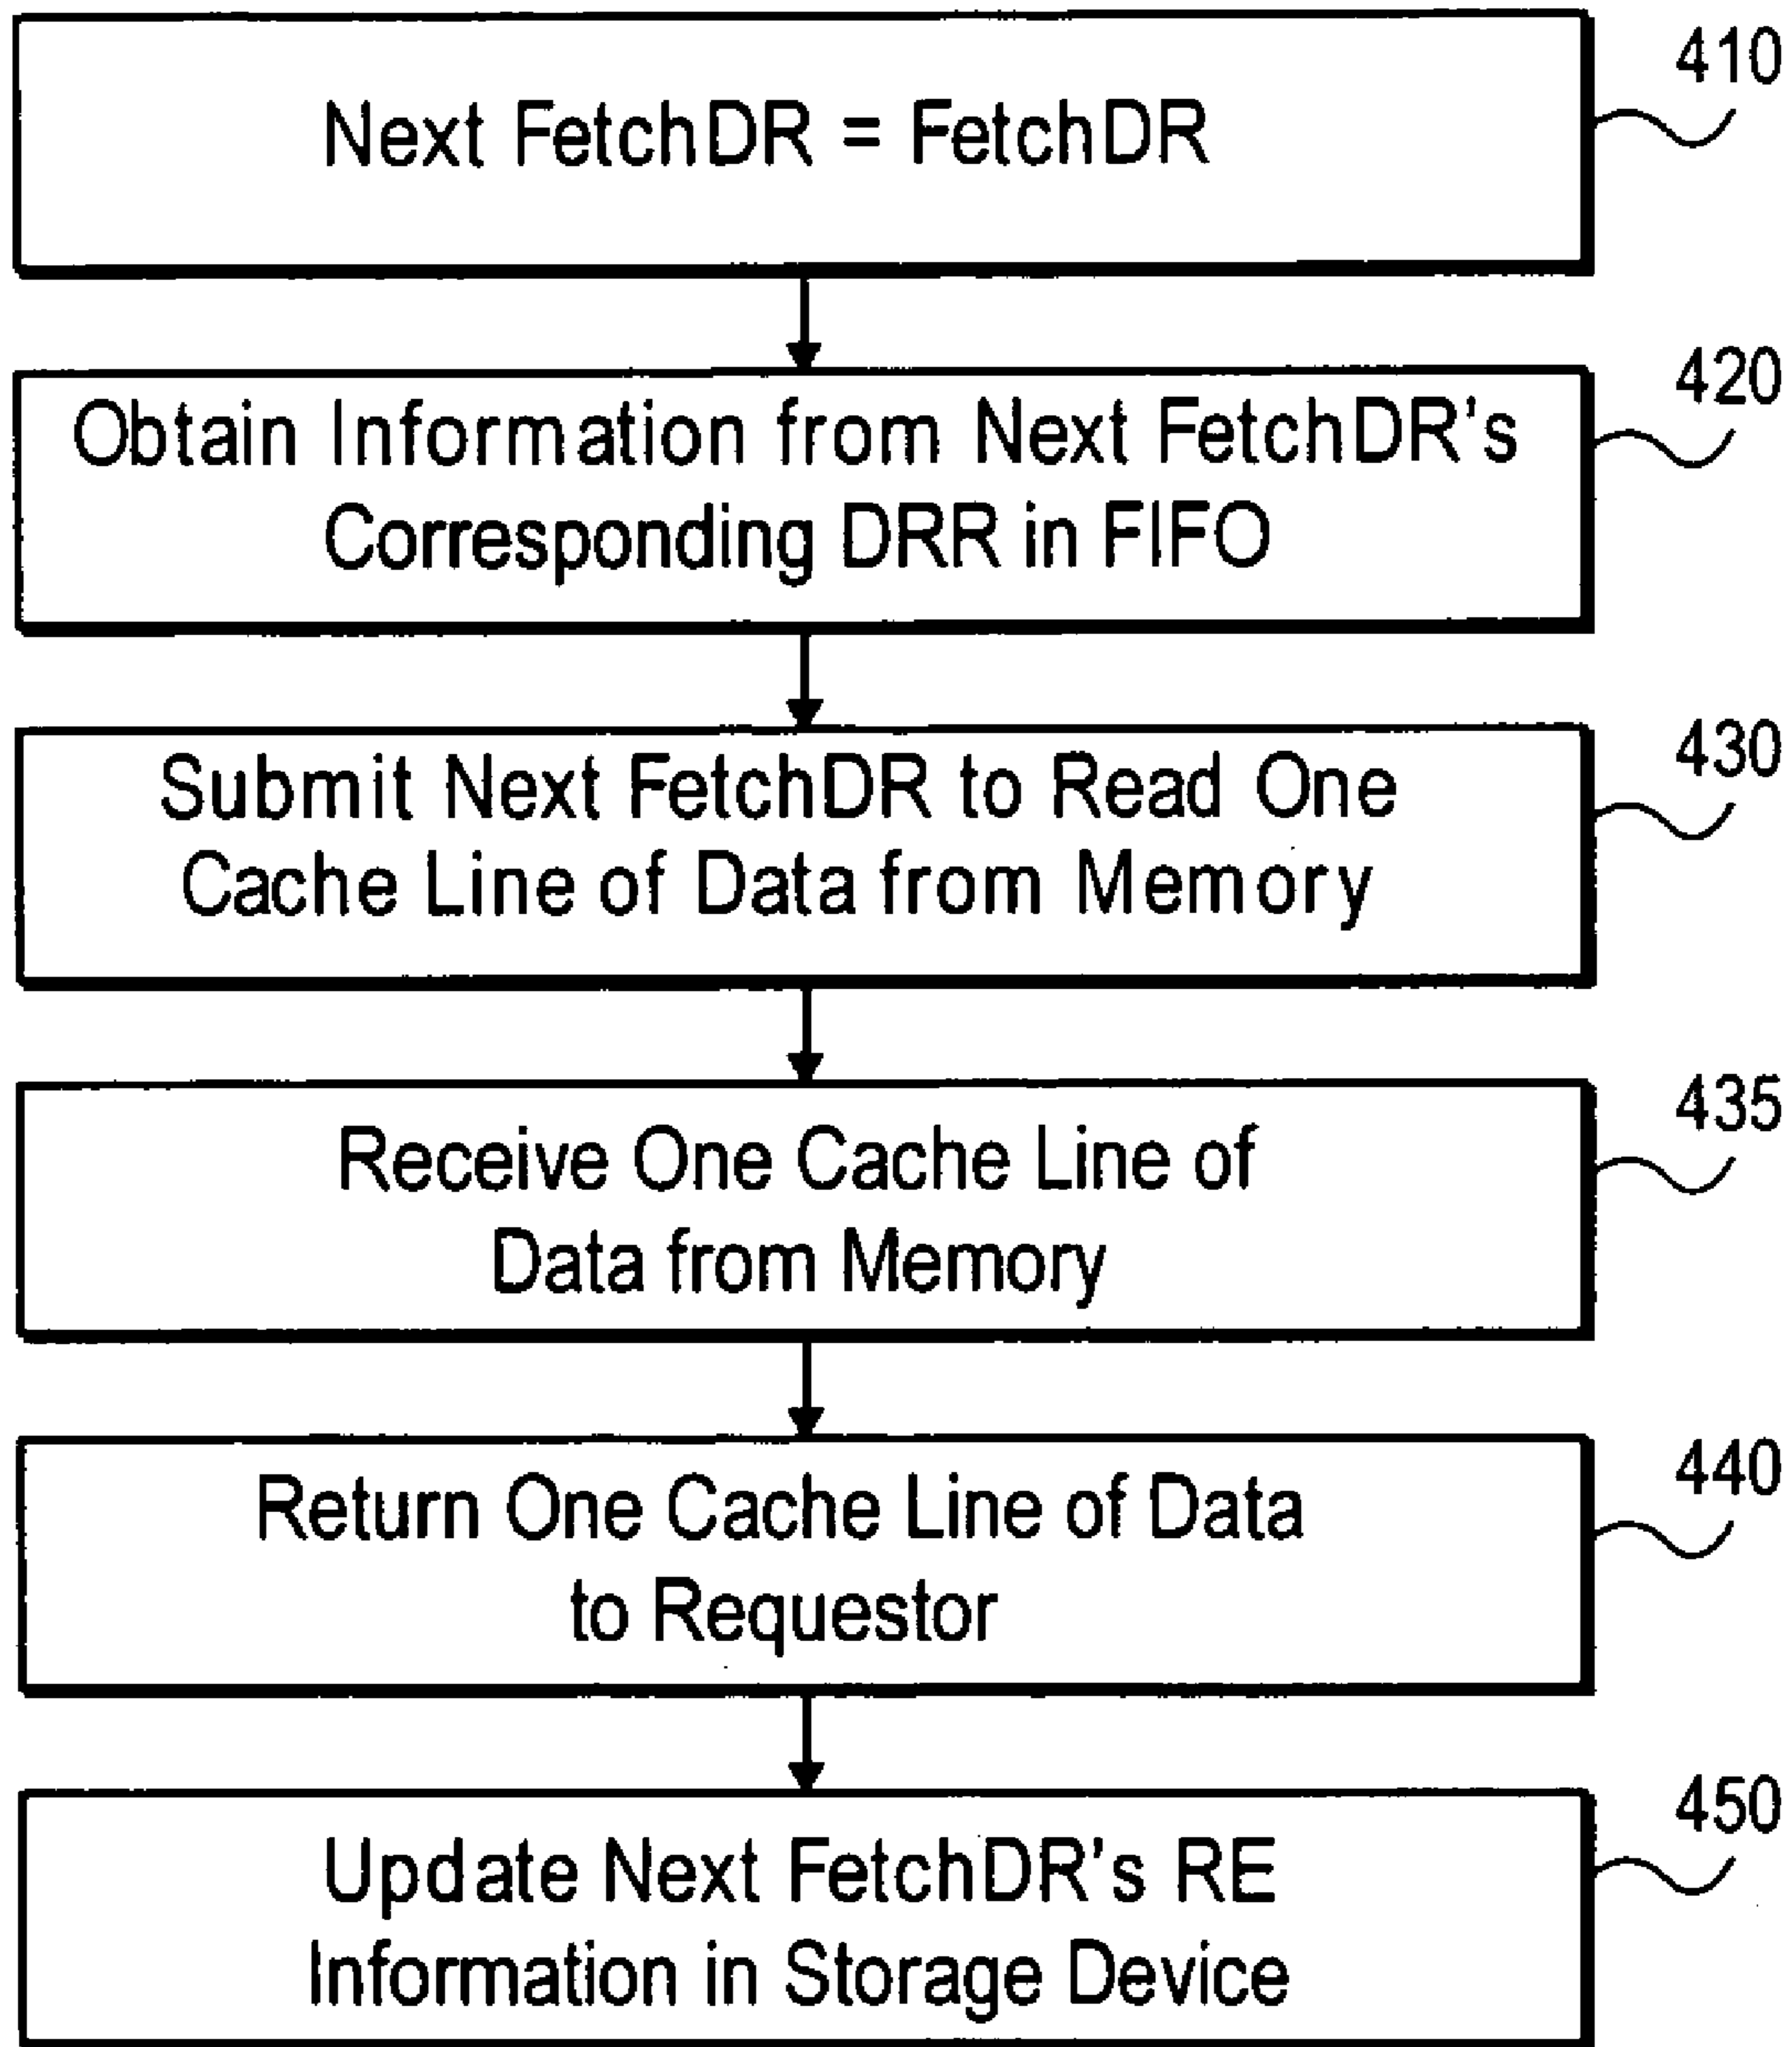 Next FetchDR = FetchDR
410
Obtain Information from Next FetchDR's
Corresponding DRR in FIFO
420
Submit Next FetchDR to Read One
Cache Line of Data from Memory
430
Receive One Cache Line of
Data from Memory
435
Return One Cache Line of Data
to Requestor
440
Update Next FetchDR's RE
Information in Storage Device
450